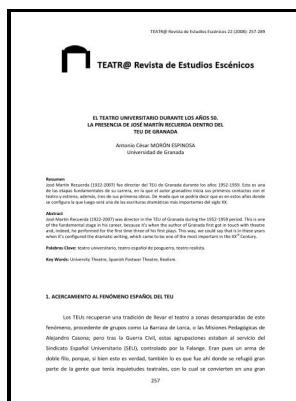 TEATR@ Revista de Estudios Escénicos 22 (2008): 257-289
TEATR@ Revista de Estudios Escénicos
EL TEATRO UNIVERSITARIO DURANTE LOS AÑOS 50.
LA PRESENCIA DE JOSÉ MARTÍN RECUERDA DENTRO DEL
TEU DE GRANADA
Antonio César MORÓN ESPINOSA
Universidad de Granada
Resumen
José Martín Recuerda (1922-2007) fue director del TEU de Granada durante los años 1952-1959. Esta es una
de las etapas fundamentales de su carrera, en la que el autor granadino inicia sus primeros contactos con el
teatro y estrena, además, tres de sus primeras obras. De modo que se podría decir que es en estos años donde
se configura la que luego será una de las escrituras dramáticas más importantes del siglo XX.
Abstract
José Martín Recuerda (1922-2007) was director in the TEU of Granada during the 1952-1959 period. This is one
of the fundamental stage in his career, because it's when the author of Granada first got in touch with theatre
and, indeed, he performed for the first time three of his first plays. This way, we could say that is in these years
when it's configured the dramatic writing, which came to be one of the most important in the XXth Century.
Palabras Clave: teatro universitario, teatro español de posguerra, teatro realista.
Key Words: University Theatre, Spanish Postwar Theatre, Realism.
1. ACERCAMIENTO AL FENÓMENO ESPAÑOL DEL TEU
Los TEUs recuperan una tradición de llevar el teatro a zonas desamparadas de este
fenómeno, procedente de grupos como La Barraca de Lorca, o las Misiones Pedagógicas de
Alejandro Casona; pero tras la Guerra Civil, estas agrupaciones estaban al servicio del
Sindicato Español Universitario (SEU), controlado por la Falange. Eran pues un arma de
doble filo, porque, si bien esto es verdad, también lo es que fue ahí donde se refugió gran
parte de la gente que tenía inquietudes teatrales, con lo cual se convierten en una gran
257